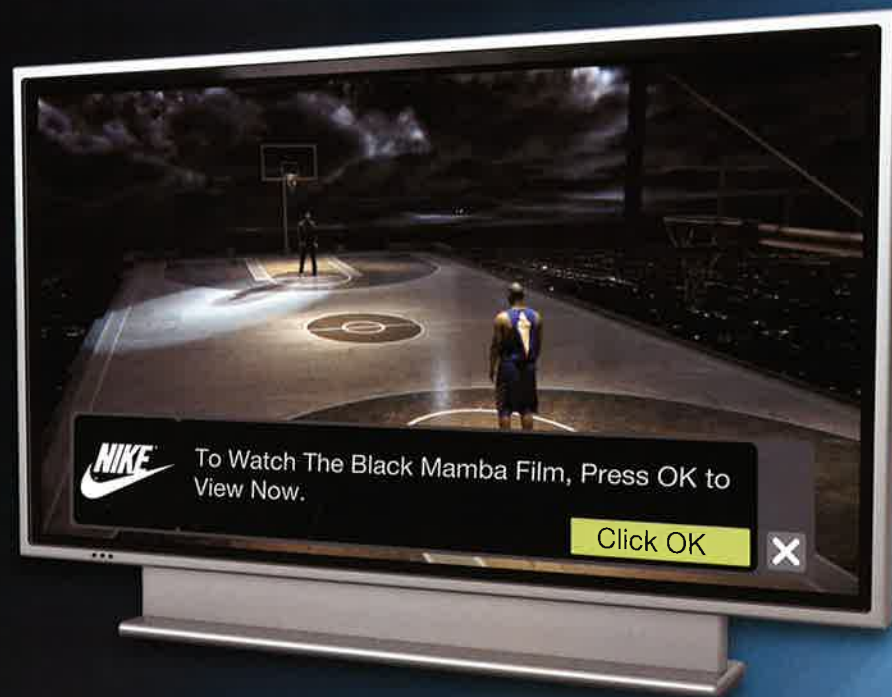 NIKE
To Watch The Black Mamba Film, Press OK to
View Now.
Click OK